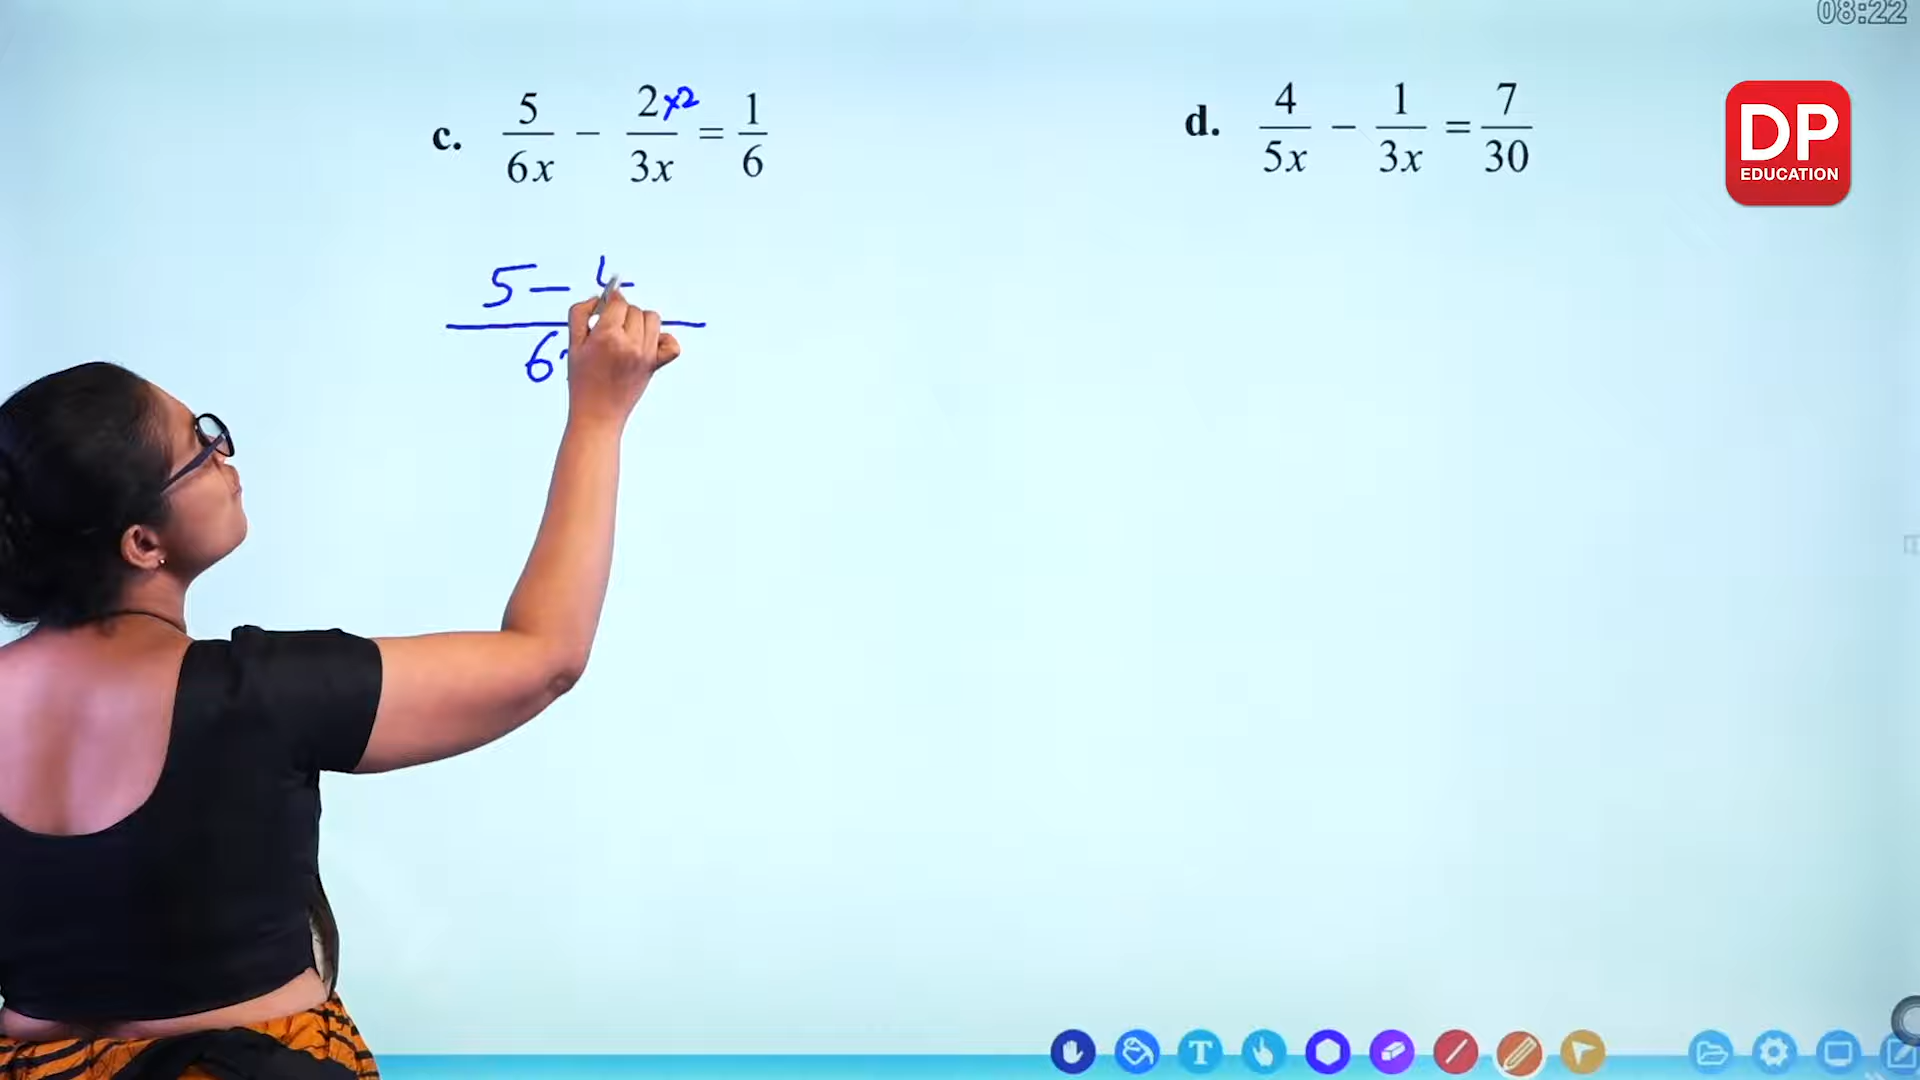 08:22
c. 5/6x − 2×2/3x = 1/6
d. 4/5x − 1/3x = 7/30
DP
EDUCATION
5 − 4
6
T